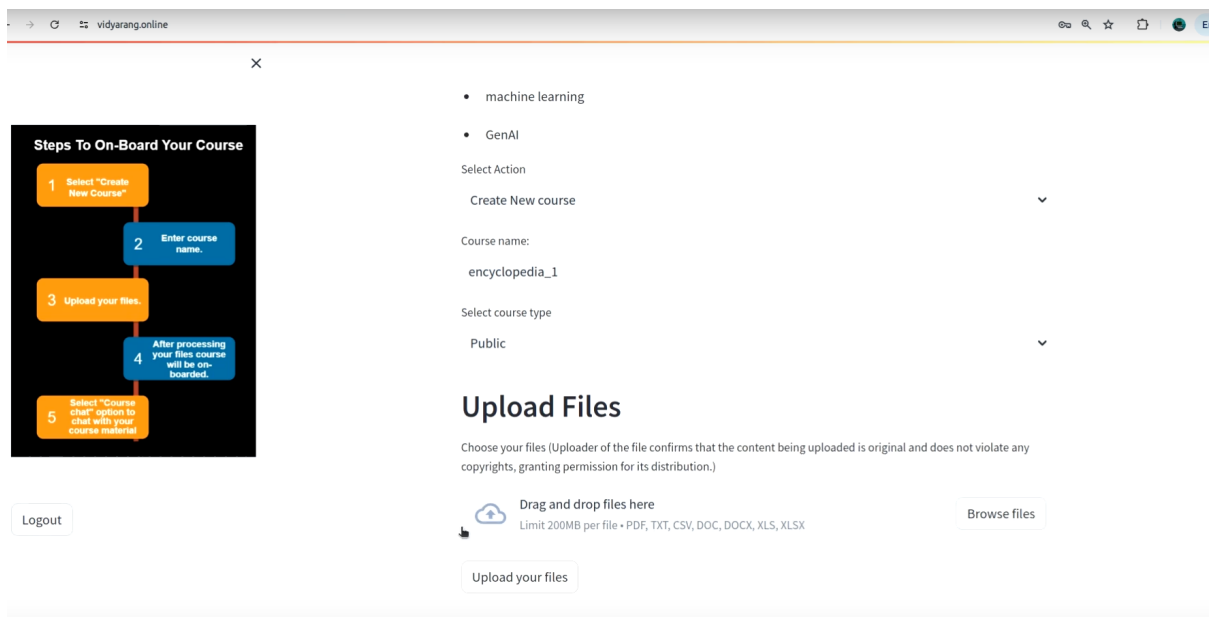 vidyarang.online
Steps To On-Board Your Course
1 Select "Create
New Course"
2 Enter course
name.
3 Upload your files.
4 After processing
your files course
will be on-
boarded.
5 Select "Course
chat" option to
chat with your
course material
Logout
• machine learning
• GenAI
Select Action
Create New course
Course name:
encyclopedia_1
Select course type
Public
Upload Files
Choose your files (Uploader of the file confirms that the content being uploaded is original and does not violate any
copyrights, granting permission for its distribution.)
Drag and drop files here
Limit 200MB per file • PDF, TXT, CSV, DOC, DOCX, XLS, XLSX
Browse files
Upload your files